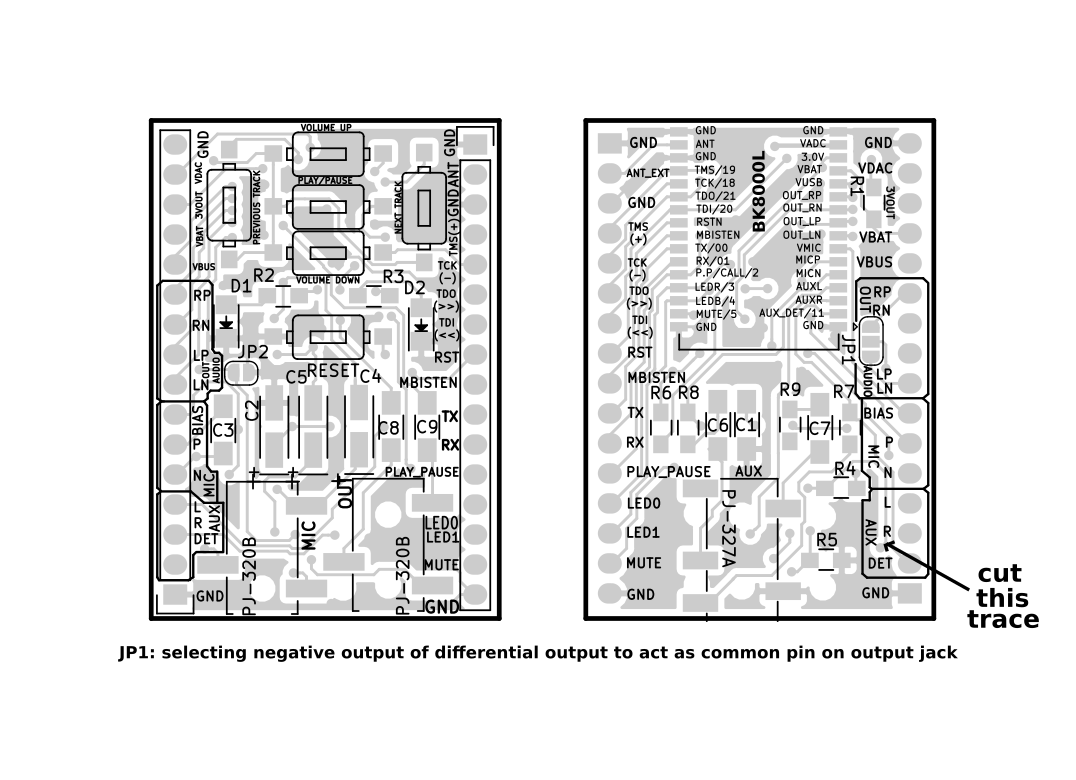 VOLUME UP
GND
GND
VDAC
PLAY/PAUSE
ANT
3VOUT
PREVIOUS TRACK
NEXT TRACK
GND
VBAT
TMS(+)
VBUS
VOLUME DOWN
TCK
(−)
R2
R3
D1
D2
RP
TDO
(>>)
RN
TDI
(<<)
LP
JP2
RST
OUT
AUDIO
LN
C5
RESET
C4
MBISTEN
C2
BIAS
C3
C8
C9
TX
P
RX
N
MIC
+
+
+
PLAY_PAUSE
OUT
L
R
AUX
DET
MIC
LED0
LED1
PJ-320B
PJ-320B
MUTE
GND
GND
GND
GND
GND
GND
ANT
VADC
GND
3.0V
ANT_EXT
TMS/19
VBAT
VDAC
TCK/18
VUSB
R1
BK8000L
GND
TDO/21
OUT_RP
3VOUT
TDI/20
OUT_RN
TMS
(+)
RSTN
OUT_LP
MBISTEN
OUT_LN
VBAT
TX/00
VMIC
TCK
(−)
RX/01
MICP
VBUS
P.P/CALL/2
MICN
TDO
(>>)
LEDR/3
AUXL
OUT
RP
LEDB/4
AUXR
RN
TDI
(<<)
MUTE/5
AUX_DET/11
GND
GND
RST
JP1
MBISTEN
AUDIO
LP
LN
R6
R8
R9
R7
TX
C6
C1
C7
BIAS
RX
P
MIC
PLAY_PAUSE
AUX
R4
N
LED0
PJ-327A
L
LED1
R5
AUX
R
MUTE
DET
GND
GND
cut
this
trace
JP1: selecting negative output of differential output to act as common pin on output jack